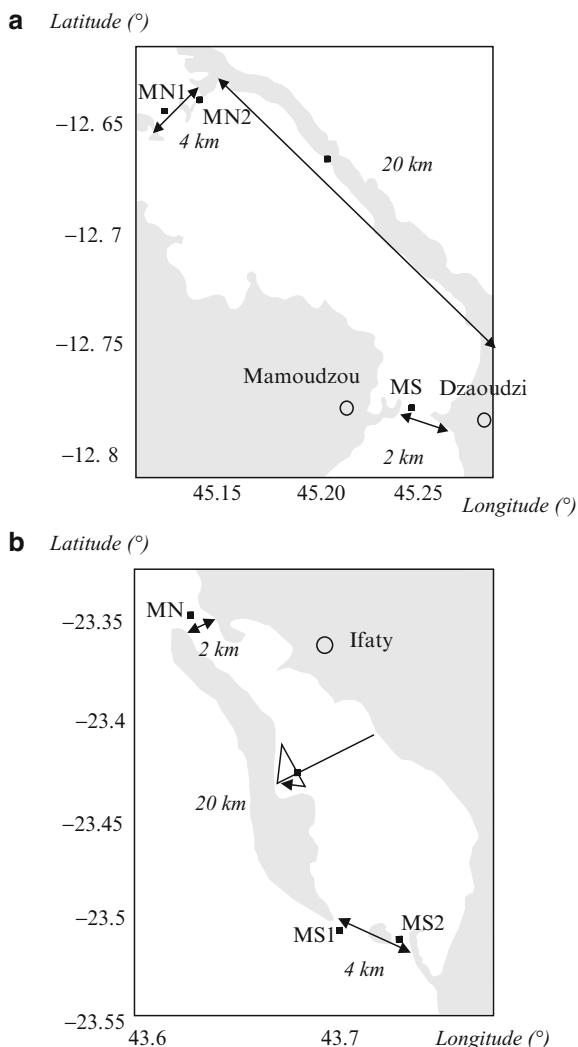 a Latitude (°)
MN1
−12.65
MN2
4 km
20 km
−12. 7
−12.75
Mamoudzou
MS
Dzaoudzi
−12. 8
2 km
45.15 45.20 45.25
Longitude (°)
b Latitude (°)
MN
−23.35
2 km
Ifaty
−23.4
20 km
−23.45
−23.5
MS1
MS2
4 km
−23.55
43.6 43.7 Longitude (°)